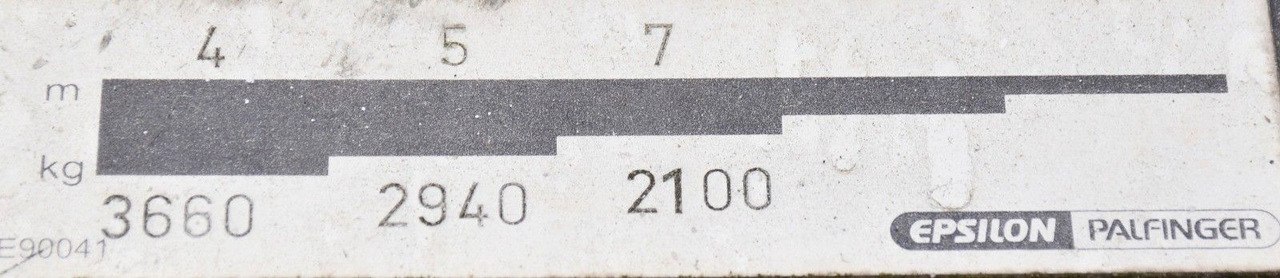 4 5 7
m
kg
3660 2940 2100
E90041
EPSILON PALFINGER